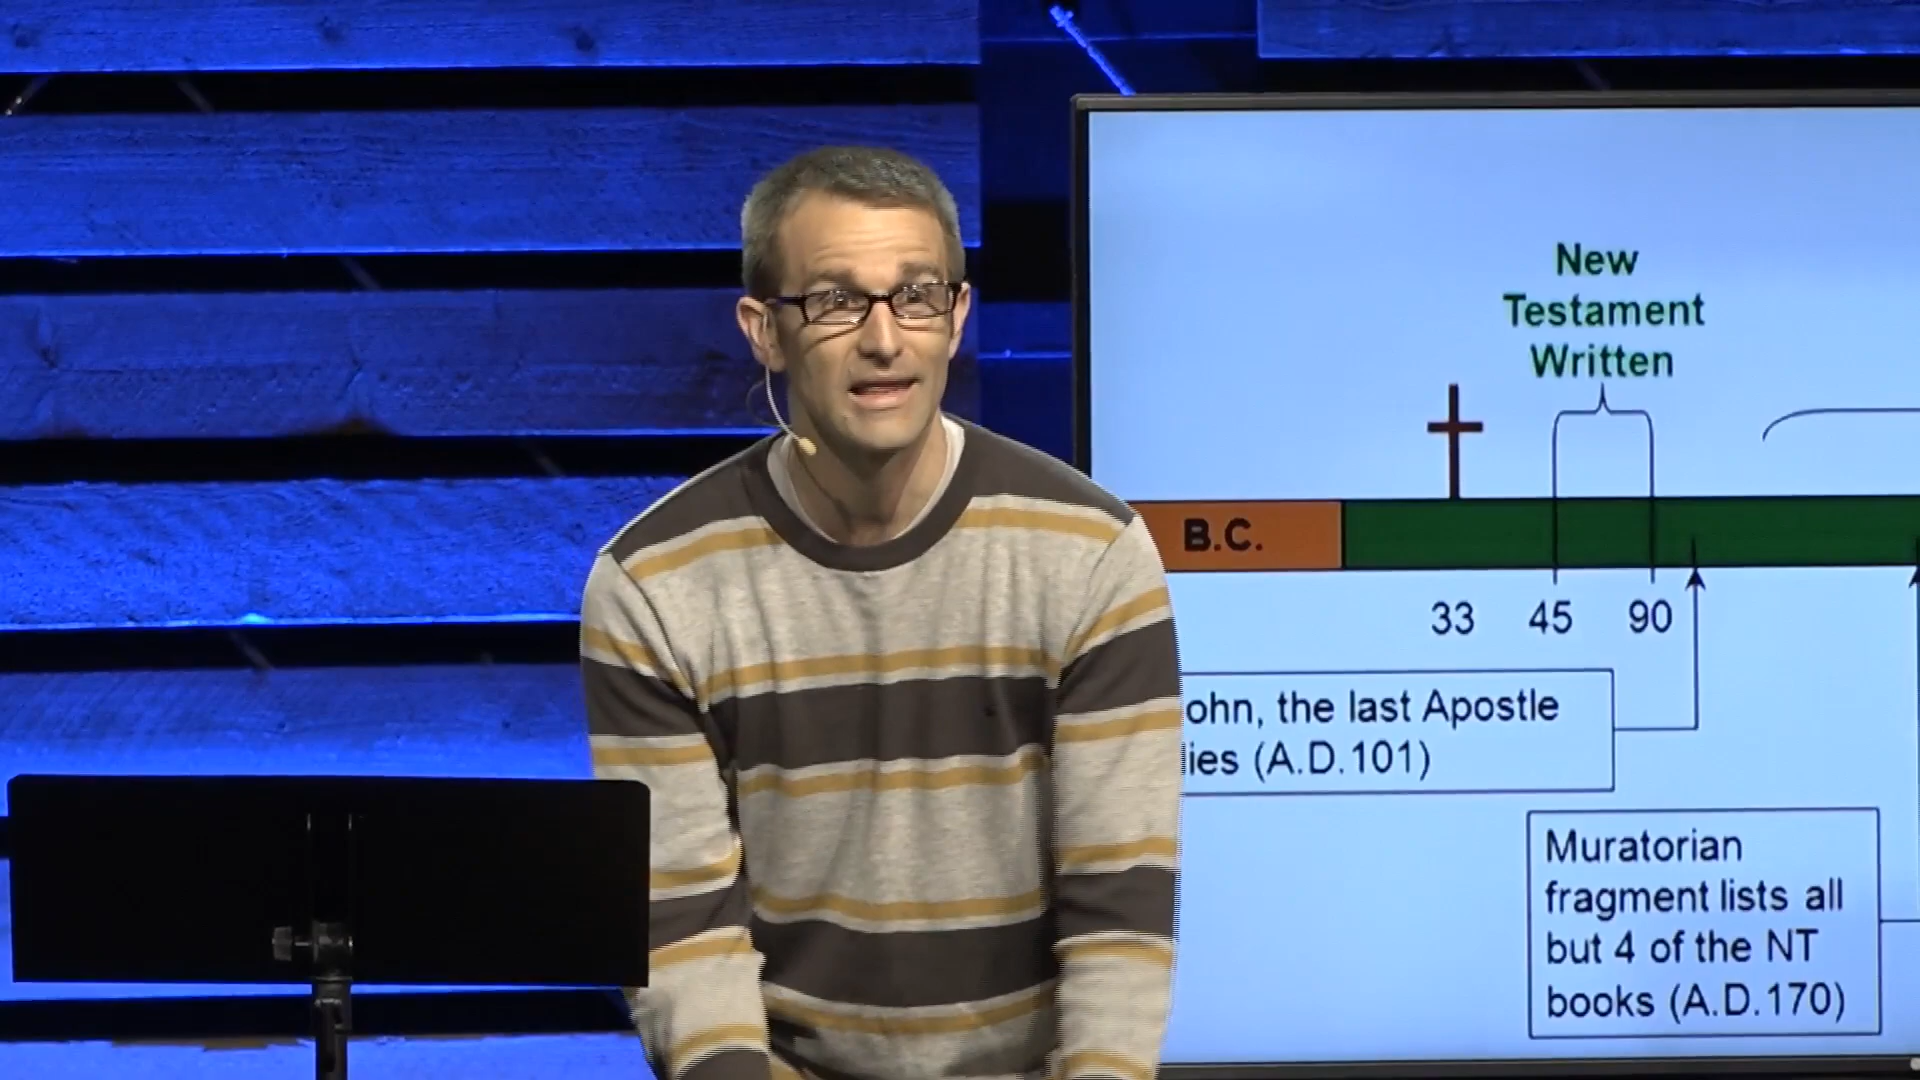 New
Testament
Written
B.C.
33 45 90
ohn, the last Apostle
lies (A.D.101)
Muratorian
fragment lists all
but 4 of the NT
books (A.D.170)